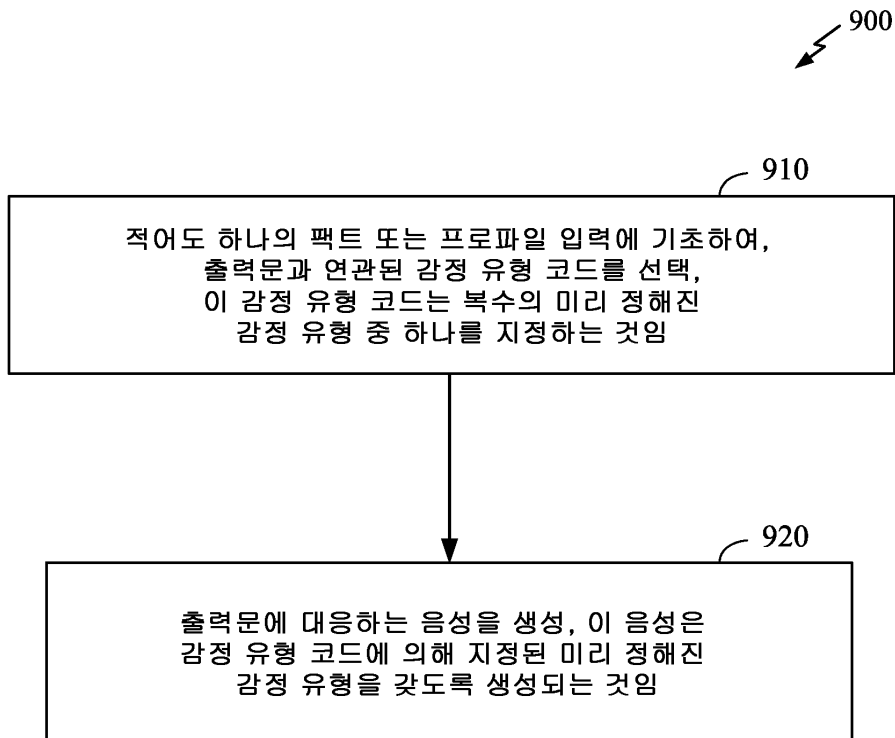 900
910
적어도 하나의 팩트 또는 프로파일 입력에 기초하여,
출력문과 연관된 감정 유형 코드를 선택,
이 감정 유형 코드는 복수의 미리 정해진
감정 유형 중 하나를 지정하는 것임
920
출력문에 대응하는 음성을 생성, 이 음성은
감정 유형 코드에 의해 지정된 미리 정해진
감정 유형을 갖도록 생성되는 것임